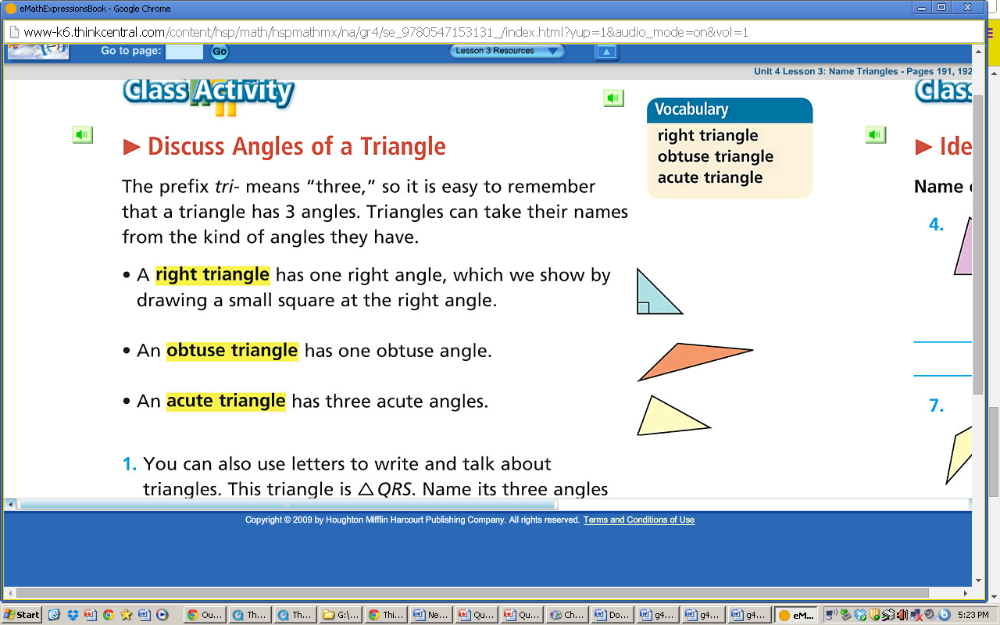 eMathExpressionsBook - Google Chrome
www-k6.thinkcentral.com/content/hsp/math/hspmathmx/na/gr4/se_9780547153131_/index.html?yup=1&audio_mode=on&vol=1
Go to page: Go Lesson 3 Resources
Unit 4 Lesson 3: Name Triangles - Pages 191, 192
Class Activity
Vocabulary
right triangle
obtuse triangle
acute triangle
► Discuss Angles of a Triangle
The prefix tri- means “three,” so it is easy to remember
that a triangle has 3 angles. Triangles can take their names
from the kind of angles they have.
• A right triangle has one right angle, which we show by
drawing a small square at the right angle.
• An obtuse triangle has one obtuse angle.
• An acute triangle has three acute angles.
1. You can also use letters to write and talk about
triangles. This triangle is △QRS. Name its three angles
Class
► Ide
Name
4.
7.
Copyright © 2009 by Houghton Mifflin Harcourt Publishing Company. All rights reserved. Terms and Conditions of Use
Start Ou... Th... Th... G:\... Thi... Ne... Qu... Qu... Ch... Do... g4... g4... g4... eM... 5:23 PM